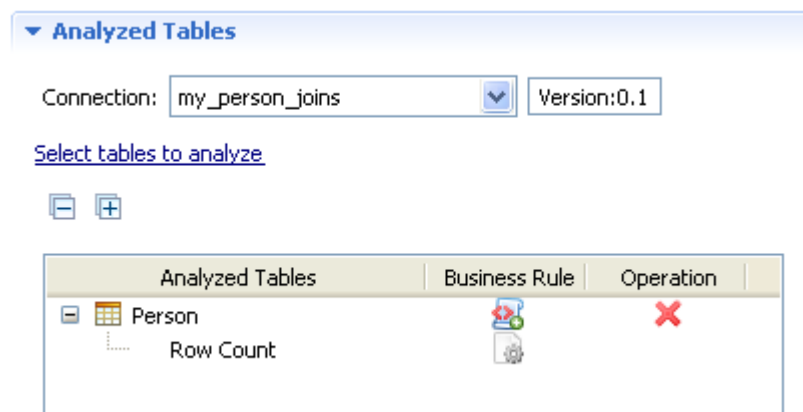 Analyzed Tables
Connection: my_person_joins Version:0.1
Select tables to analyze
Analyzed Tables Business Rule Operation
Person
Row Count